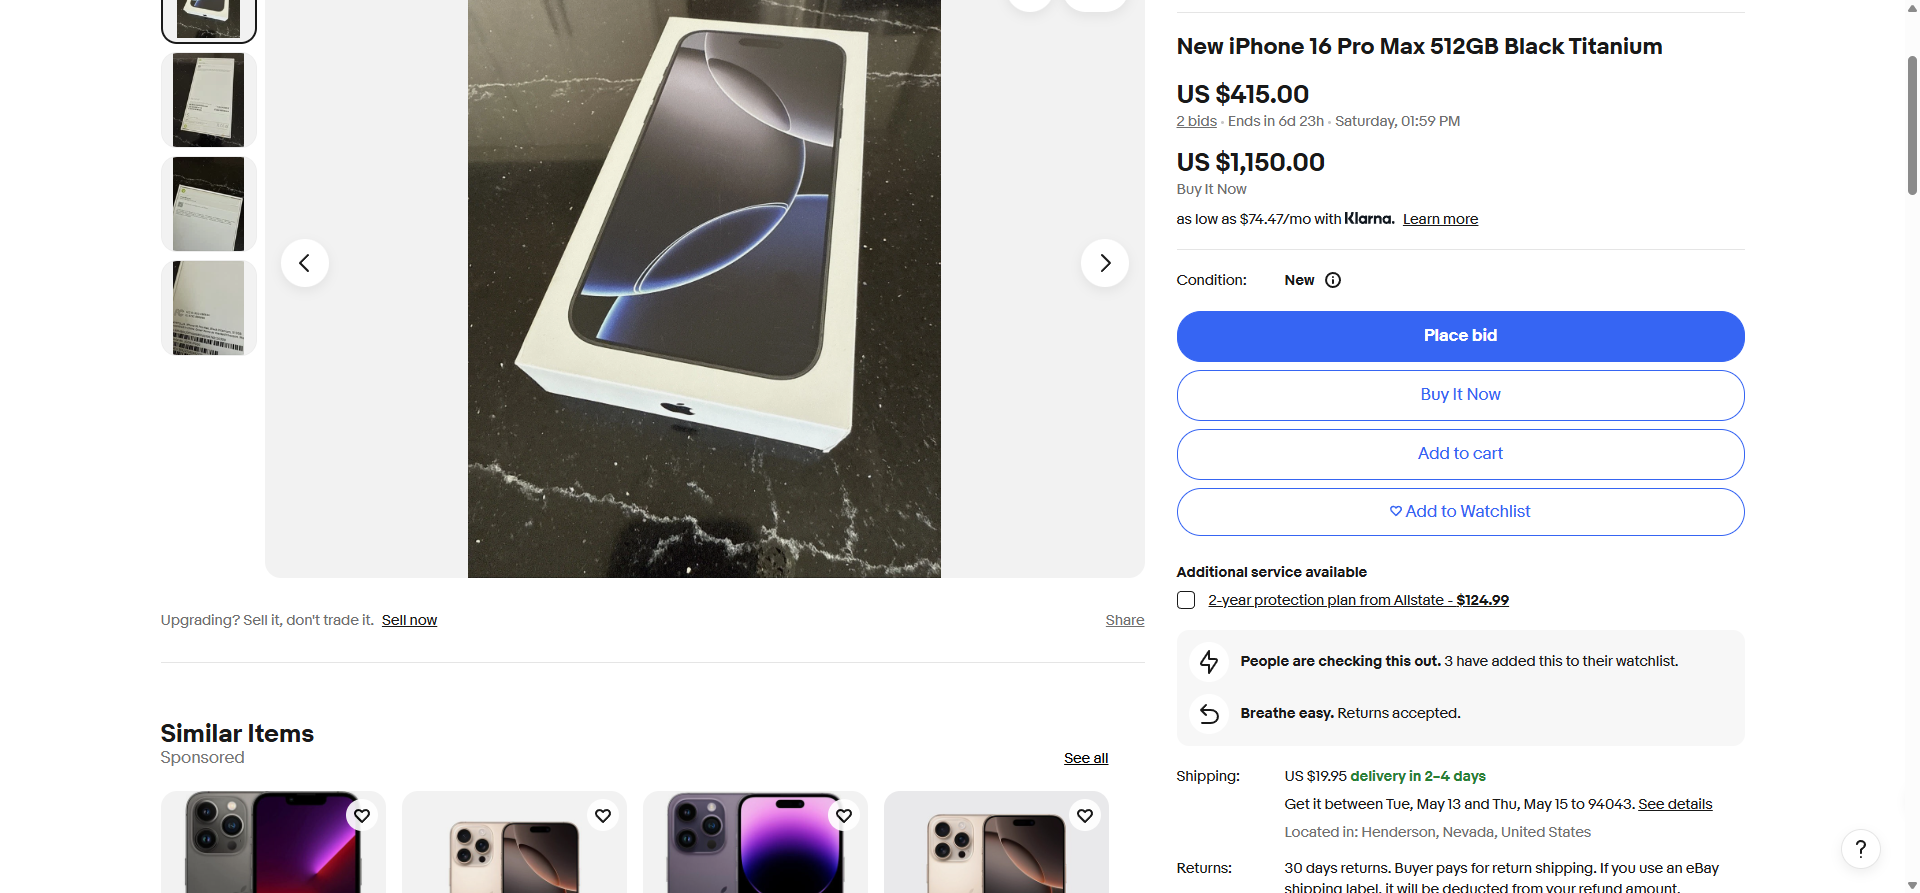 New iPhone 16 Pro Max 512GB Black Titanium
US $415.00
2 bids · Ends in 6d 23h · Saturday, 01:59 PM
US $1,150.00
Buy It Now
as low as $74.47/mo with Klarna. Learn more
Condition: New
Place bid
Buy It Now
Add to cart
Add to Watchlist
Additional service available
2-year protection plan from Allstate - $124.99
People are checking this out. 3 have added this to their watchlist.
Breathe easy. Returns accepted.
Shipping: US $19.95 delivery in 2–4 days
Get it between Tue, May 13 and Thu, May 15 to 94043. See details
Located in: Henderson, Nevada, United States
Returns: 30 days returns. Buyer pays for return shipping. If you use an eBay
shipping label, it will be deducted from your refund amount.
Upgrading? Sell it, don't trade it. Sell now
Share
Similar Items
Sponsored
See all
?